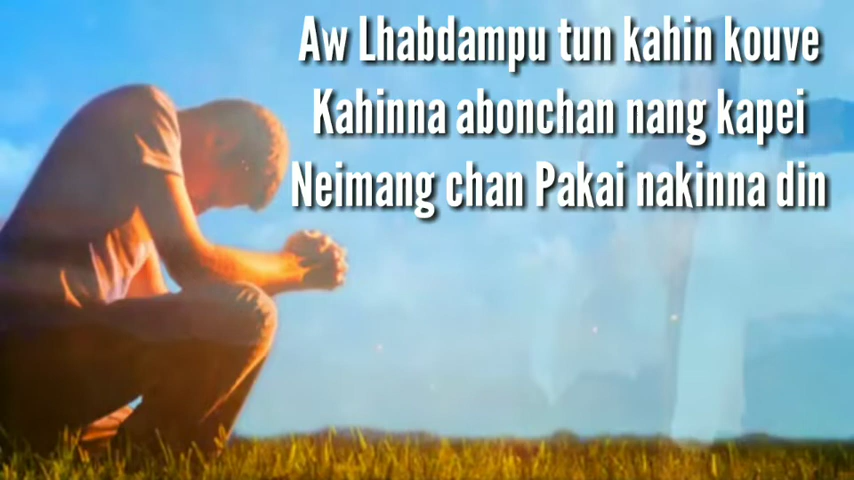 Aw Lhabdampu tun kahin kouve
Kahinna abonchan nang kapei
Neimang chan Pakai nakinna din